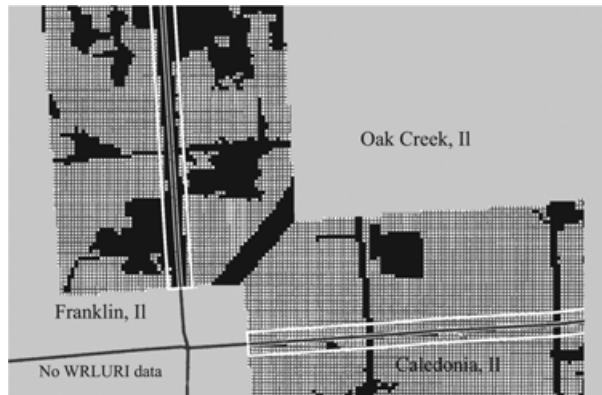 Oak Creek, Il
Franklin, Il
No WRLURI data
Caledonia, Il